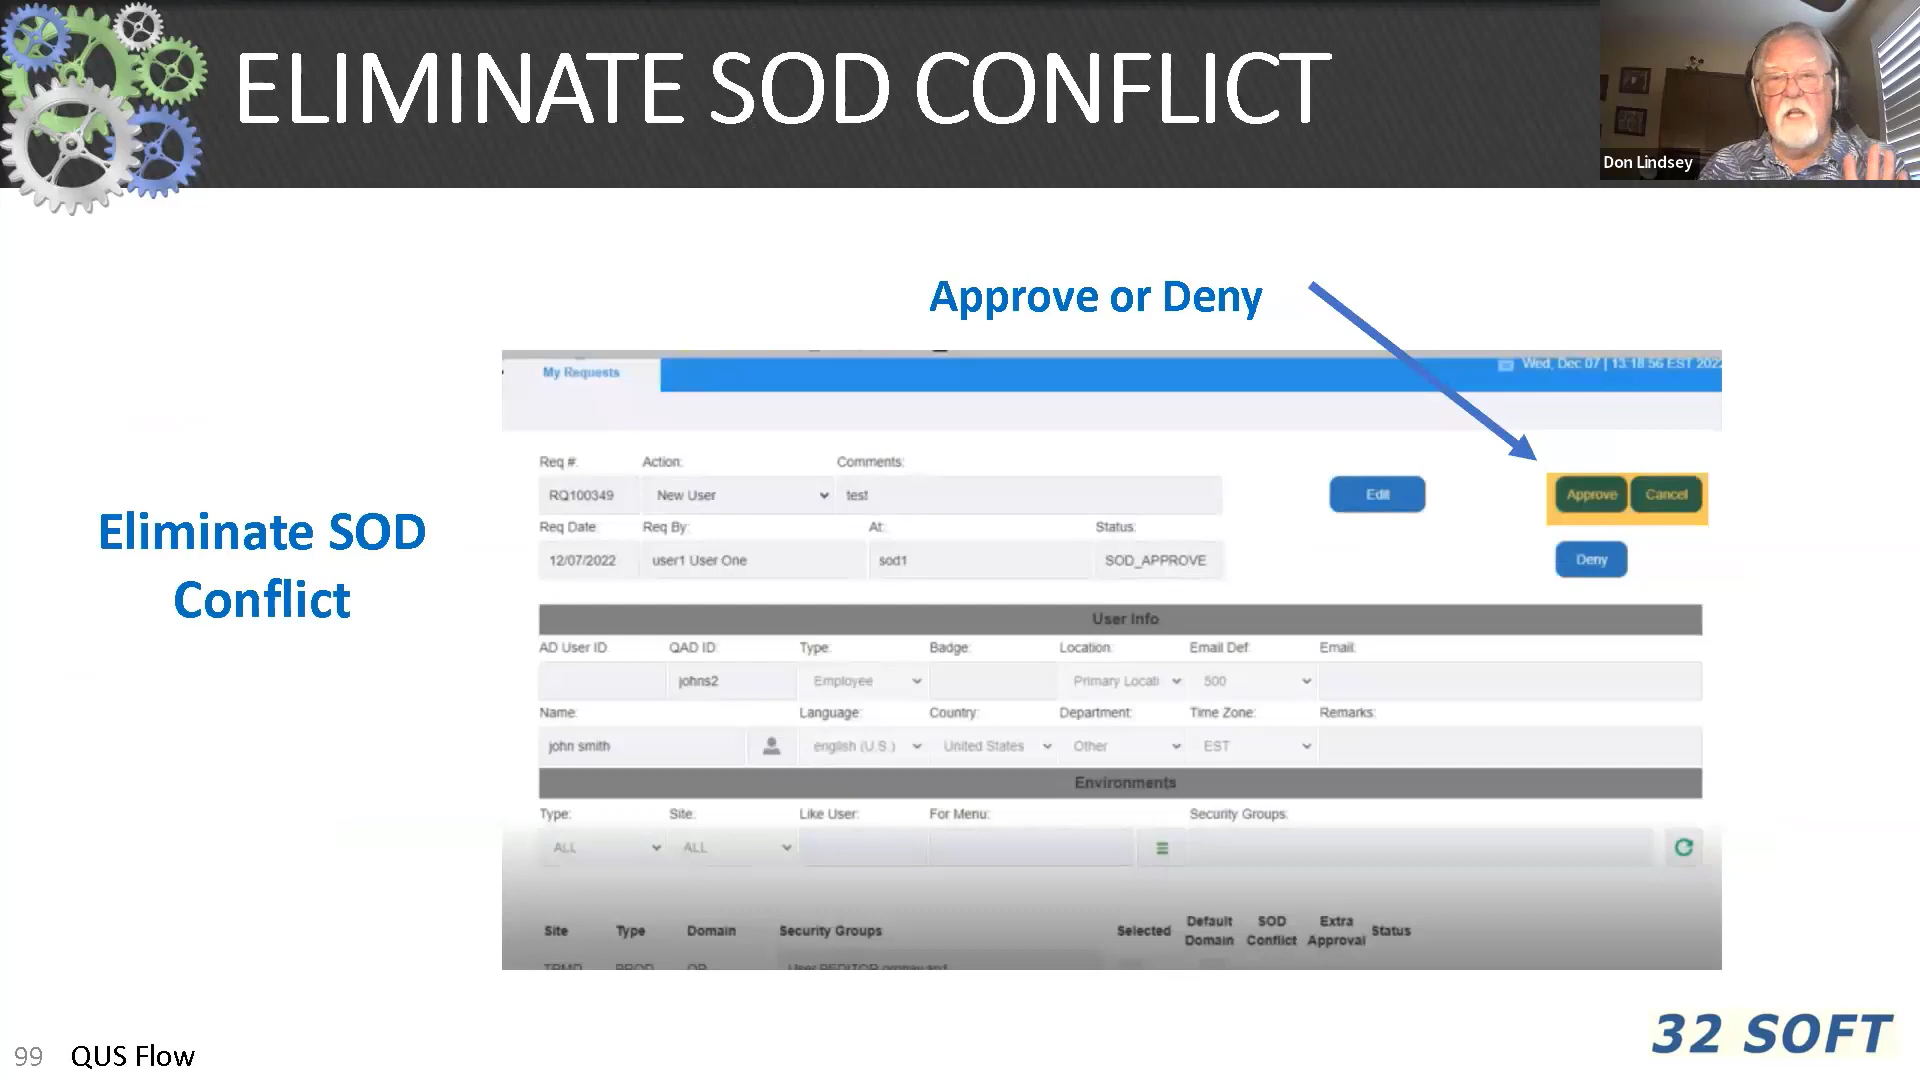 ELIMINATE SOD CONFLICT
Don Lindsey
Approve or Deny
Eliminate SOD
Conflict
My Requests
Wed, Dec 07 | 13:18:56 EST 2022
Req #: Action: Comments:
RQ100349 New User test Edit Approve Cancel
Req Date: Req By: At: Status:
12/07/2022 user1 User One sod1 SOD_APPROVE Deny
User Info
AD User ID: QAD ID: Type: Badge: Location: Email Def: Email:
johns2 Employee Primary Locati 500
Name: Language: Country: Department: Time Zone: Remarks:
john smith english (U.S.) United States Other EST
Environments
Type: Site: Like User: For Menu: Security Groups:
ALL ALL
Site Type Domain Security Groups Selected Default Domain SOD Conflict Extra Approval Status
PROD
32 SOFT
99 QUS Flow